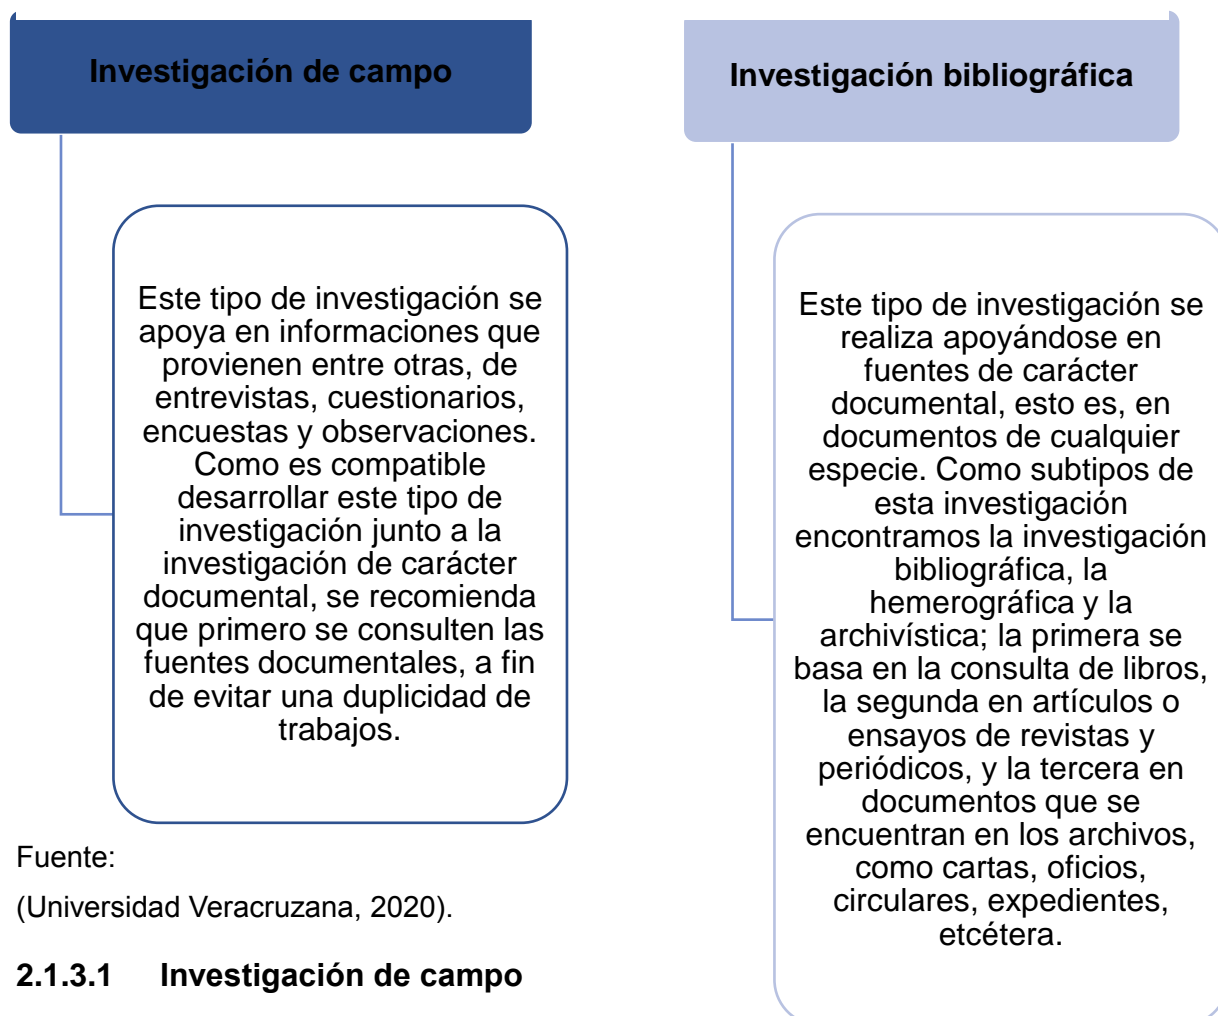 Investigación de campo
Este tipo de investigación se
apoya en informaciones que
provienen entre otras, de
entrevistas, cuestionarios,
encuestas y observaciones.
Como es compatible
desarrollar este tipo de
investigación junto a la
investigación de carácter
documental, se recomienda
que primero se consulten las
fuentes documentales, a fin
de evitar una duplicidad de
trabajos.
Investigación bibliográfica
Este tipo de investigación se
realiza apoyándose en
fuentes de carácter
documental, esto es, en
documentos de cualquier
especie. Como subtipos de
esta investigación
encontramos la investigación
bibliográfica, la
hemerográfica y la
archivística; la primera se
basa en la consulta de libros,
la segunda en artículos o
ensayos de revistas y
periódicos, y la tercera en
documentos que se
encuentran en los archivos,
como cartas, oficios,
circulares, expedientes,
etcétera.
Fuente:
(Universidad Veracruzana, 2020).
2.1.3.1 Investigación de campo